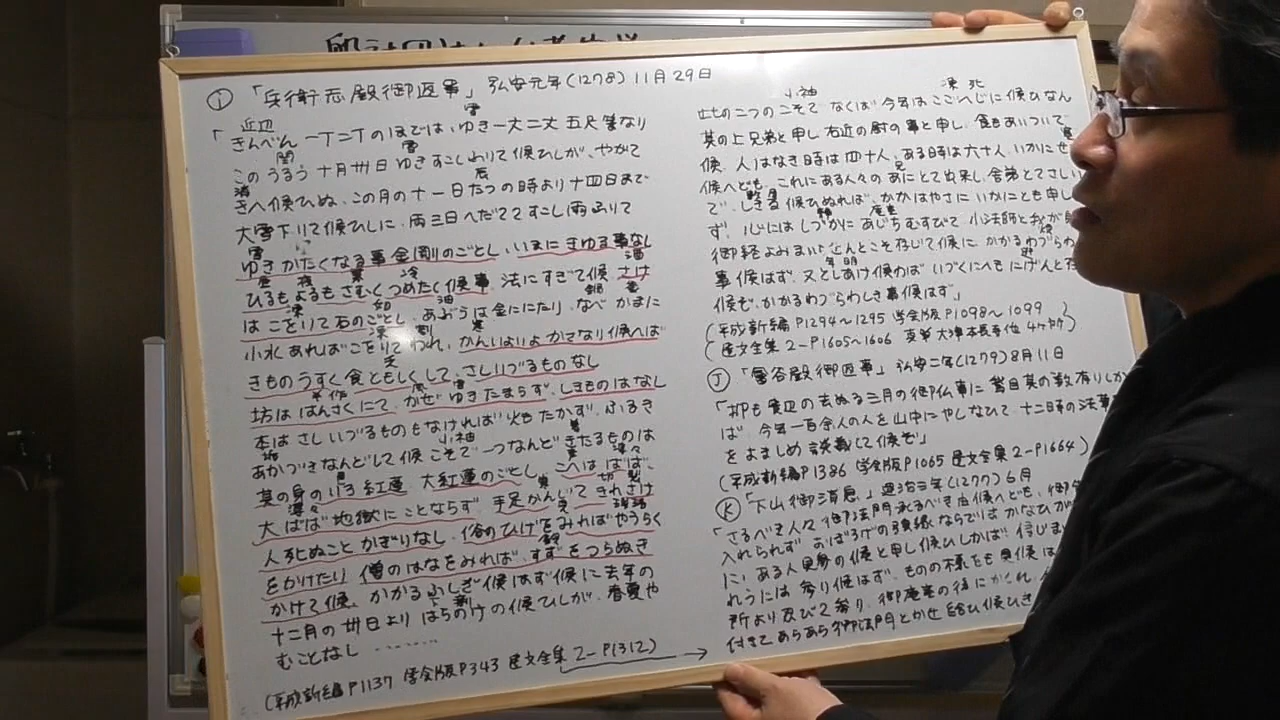 Ⓘ 「兵衛志殿御返事」弘安元年(1278) 11月29日
「きんぺん 一丁二丁のほどは、ゆき一丈二丈 五尺等なり
このうるう十月卅日ゆきすこしふりて候ひしが、やがて
きへ候ひぬ、この月の十一日たつの時より十四日まで
大雪下りて候ひしに、両三日へだててすこし雨ふりて
ゆきかたくなる事金剛のごとし、いまにきゆる事なし
ひるもよるもさむくつめたく候事、法にすぎて候 さけ
はこをりて石のごとし、あぶらは金ににたり、なべかまに
小水あればこをりてわれ、かんいよいよかさなり候へば
きものうすく食ともしくして、さしいづるものもなし
坊ははんさくにて、かぜゆきたまらず、しきものはなし
木はさしいづるものもなければ火もたかず、ふるき
あかづきなんどして候こそで一つなんどきたるものは
其の身のいろ紅蓮 大紅蓮のごとし、こへははば、
大ばば地獄にことならず 手足かんじてきれさけ
人死ぬことかぎりなし、俗のひげをみればやうらく
をかけたり、僧のはなをみれば、すずをつらぬき
かけて候、かかるふしぎ候はず候に去年の
十二月の卅日よりはらのけの候ひしが、春夏や
むことなし ‥‥‥
(平成新編P1137 学会版P343 遺文全集 2-P1312)
此の二つのこそでなくば今年はこごへじに候ひなん
其の上兄弟と申し右近の尉の事と申し、食もあいついて
候、人はなき時は四十人、ある時は六十人、いかにせ
候へども、これにある人々のあにとて出来し舎弟とてさしい
で、しきゐ候ひぬれば、かかはやさにいかにとも申し
ず、心にはしづかにあじちむすびて、小法師と我が身
御経よみまいらせんとこそ存じて候に、かかるわづらわ
事候はず、又としあけ候わばいづくにへもにげんと
候ぞ、かかるわづらわしき事候はず」
(平成新編P1294～1295 学会版P1098～1099
遺文全集 2-P1605～1606 真筆 大津本長寺他 4ヶ所)
Ⓙ 「曾谷殿御返事」弘安二年(1279)8月11日
「抑も貴辺の去ぬる三月の御仏事に鵞目其の数有りしか
ば、今年一百余人の人を山中にやしなひて、十二時の法華
をよましめ談義して候ぞ」
(平成新編P1386 学会版P1065 遺文全集 2-P1664)
Ⓚ 「下山御消息」建治三年(1277)6月
「さるべき人々御法門承るべき由候へども、御
入れられず おぼろげの強縁ならではかなひが
に、ある人見参の候と申し候ひしかば、信じま
れうには参り候はず、ものの様をも見候は
所より及びて参り、御庵室の後にかくれ、
付きてあらあら御法門とかせ給ひ候ひき